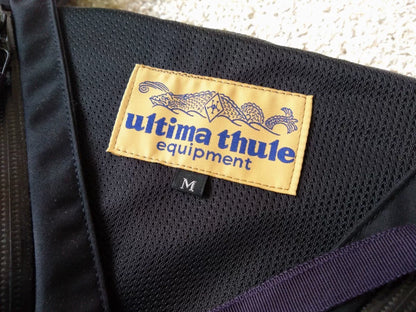 ultima thule
equipment
M